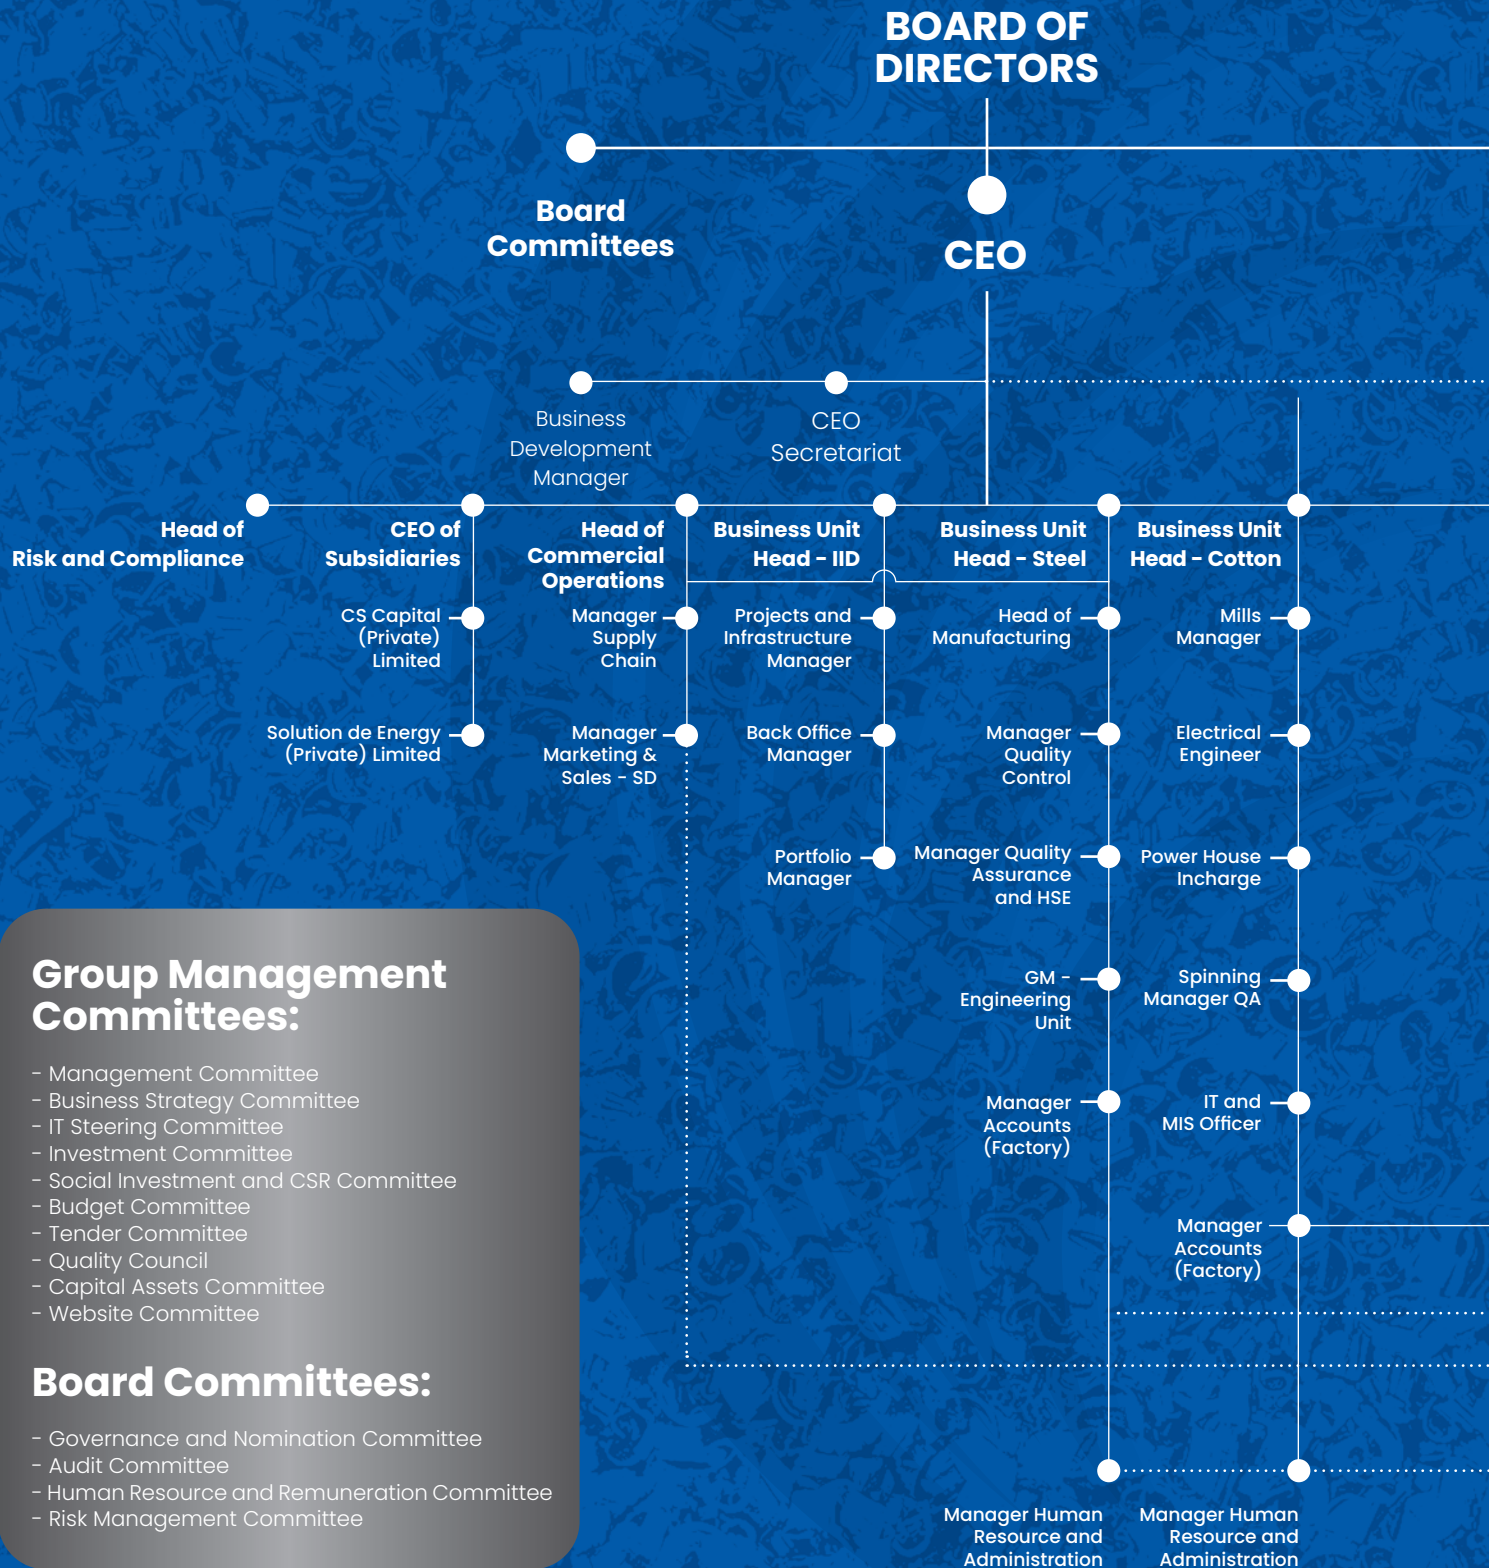 BOARD OF
DIRECTORS
Board
Committees
CEO
Business
Development
Manager
CEO
Secretariat
Head of
Risk and Compliance
CEO of
Subsidiaries
CS Capital
(Private)
Limited
Solution de Energy
(Private) Limited
Head of
Commercial
Operations
Manager
Supply
Chain
Manager
Marketing &
Sales - SD
Business Unit
Head - IID
Projects and
Infrastructure
Manager
Back Office
Manager
Portfolio
Manager
Business Unit
Head - Steel
Head of
Manufacturing
Manager
Quality
Control
Manager Quality
Assurance
and HSE
GM -
Engineering
Unit
Manager
Accounts
(Factory)
Manager Human
Resource and
Administration
Business Unit
Head - Cotton
Mills
Manager
Electrical
Engineer
Power House
Incharge
Spinning
Manager QA
IT and
MIS Officer
Manager
Accounts
(Factory)
Manager Human
Resource and
Administration
Group Management
Committees:
- Management Committee
- Business Strategy Committee
- IT Steering Committee
- Investment Committee
- Social Investment and CSR Committee
- Budget Committee
- Tender Committee
- Quality Council
- Capital Assets Committee
- Website Committee
Board Committees:
- Governance and Nomination Committee
- Audit Committee
- Human Resource and Remuneration Committee
- Risk Management Committee